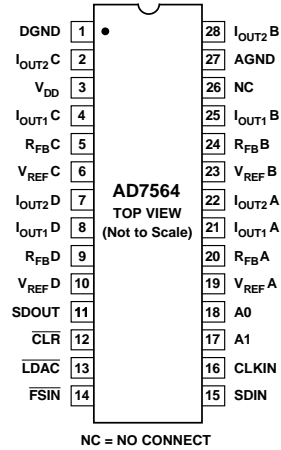 DGND 1 28 IOUT2 B
IOUT2 C 2 27 AGND
VDD 3 26 NC
IOUT1 C 4 25 IOUT1 B
RFB C 5 24 RFB B
VREF C 6 23 VREF B
AD7564
IOUT2 D 7 22 IOUT2 A
TOP VIEW
IOUT1 D 8 (Not to Scale) 21 IOUT1 A
RFB D 9 20 RFB A
VREF D 10 19 VREF A
SDOUT 11 18 A0
CLR 12 17 A1
LDAC 13 16 CLKIN
FSIN 14 15 SDIN
NC = NO CONNECT